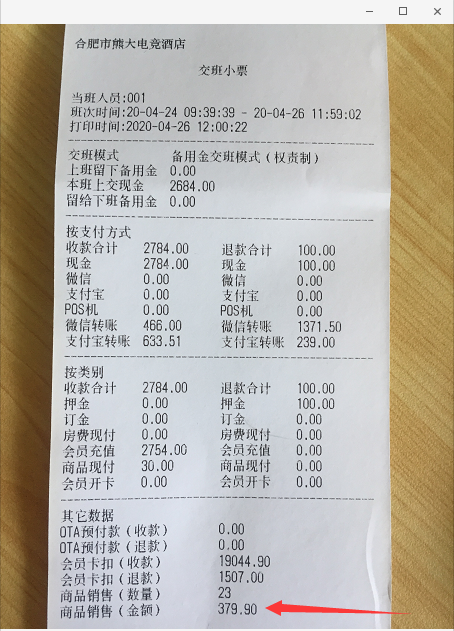 合肥市熊大电竞酒店
交班小票
当班人员:001
班次时间:20-04-24 09:39:39 - 20-04-26 11:59:02
打印时间:2020-04-26 12:00:22
交班模式 备用金交班模式（权责制）
上班留下备用金 0.00
本班上交现金 2684.00
留给下班备用金 0.00
按支付方式
收款合计 2784.00 退款合计 100.00
现金 2784.00 现金 100.00
微信 0.00 微信 0.00
支付宝 0.00 支付宝 0.00
POS机 0.00 POS机 0.00
微信转账 466.00 微信转账 1371.50
支付宝转账 633.51 支付宝转账 239.00
按类别
收款合计 2784.00 退款合计 100.00
押金 0.00 押金 100.00
订金 0.00 订金 0.00
房费现付 0.00 房费现付 0.00
会员充值 2754.00 会员充值 0.00
商品现付 30.00 商品现付 0.00
会员开卡 0.00 会员开卡 0.00
其它数据
OTA预付款（收款） 0.00
OTA预付款（退款） 0.00
会员卡扣（收款） 19044.90
会员卡扣（退款） 1507.00
商品销售（数量） 23
商品销售（金额） 379.90